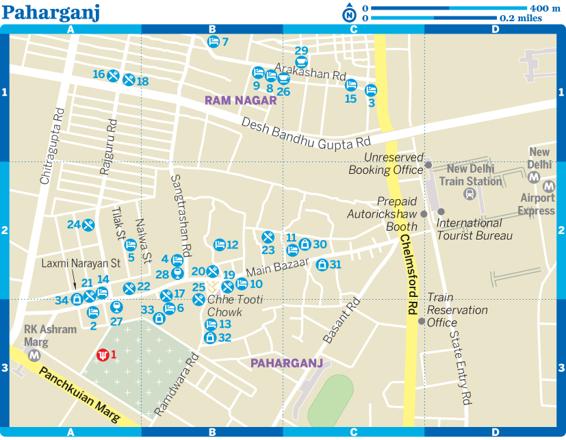 Paharganj
N
0 400 m
0 0.2 miles
A B C D
7
29
Arakashan Rd
16 18
9 8 26
15 3
1 1
RAM NAGAR
Desh Bandhu Gupta Rd
Chitragupta Rd
Rajguru Rd
Unreserved
Booking Office
New Delhi
Train Station
New
Delhi
M M
Airport
Express
Prepaid
Autorickshaw
Booth
International
Tourist Bureau
Sangtrashan Rd
Tilak St
Nalwa St
24
5
12
23
11 30
2 2
4
28
20 19 10
Main Bazaar
31
Chelmsford Rd
Laxmi Narayan St
21 14
34
22
17
25
Chhe Tooti
Chowk
2 27
33 6
13
32
Train
Reservation
Office
Basant Rd
State Entry Rd
RK Ashram
Marg
M
1
PAHARGANJ
Ramdwara Rd
Panchkuian Marg
3 3
A B C D